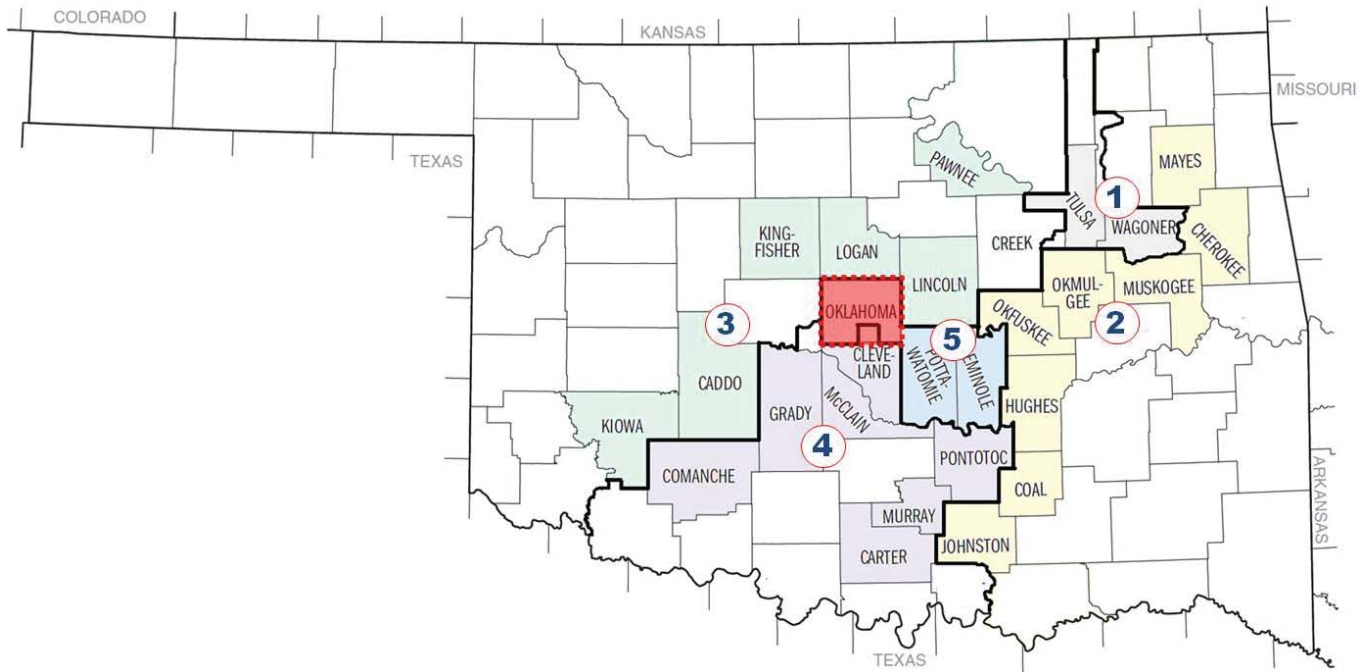 COLORADO
KANSAS
MISSOURI
TEXAS
PAWNEE
MAYES
1
TULSA
WAGONER
CHEROKEE
KING-
FISHER
LOGAN
CREEK
LINCOLN
OKMUL-
GEE
MUSKOGEE
OKLAHOMA
OKFUSKEE
3
2
5
CLEVE-
LAND
POTTA-
WATOMIE
EMINOLE
CADDO
GRADY
McCLAIN
HUGHES
KIOWA
4
COMANCHE
PONTOTOC
COAL
ARKANSAS
MURRAY
CARTER
JOHNSTON
TEXAS